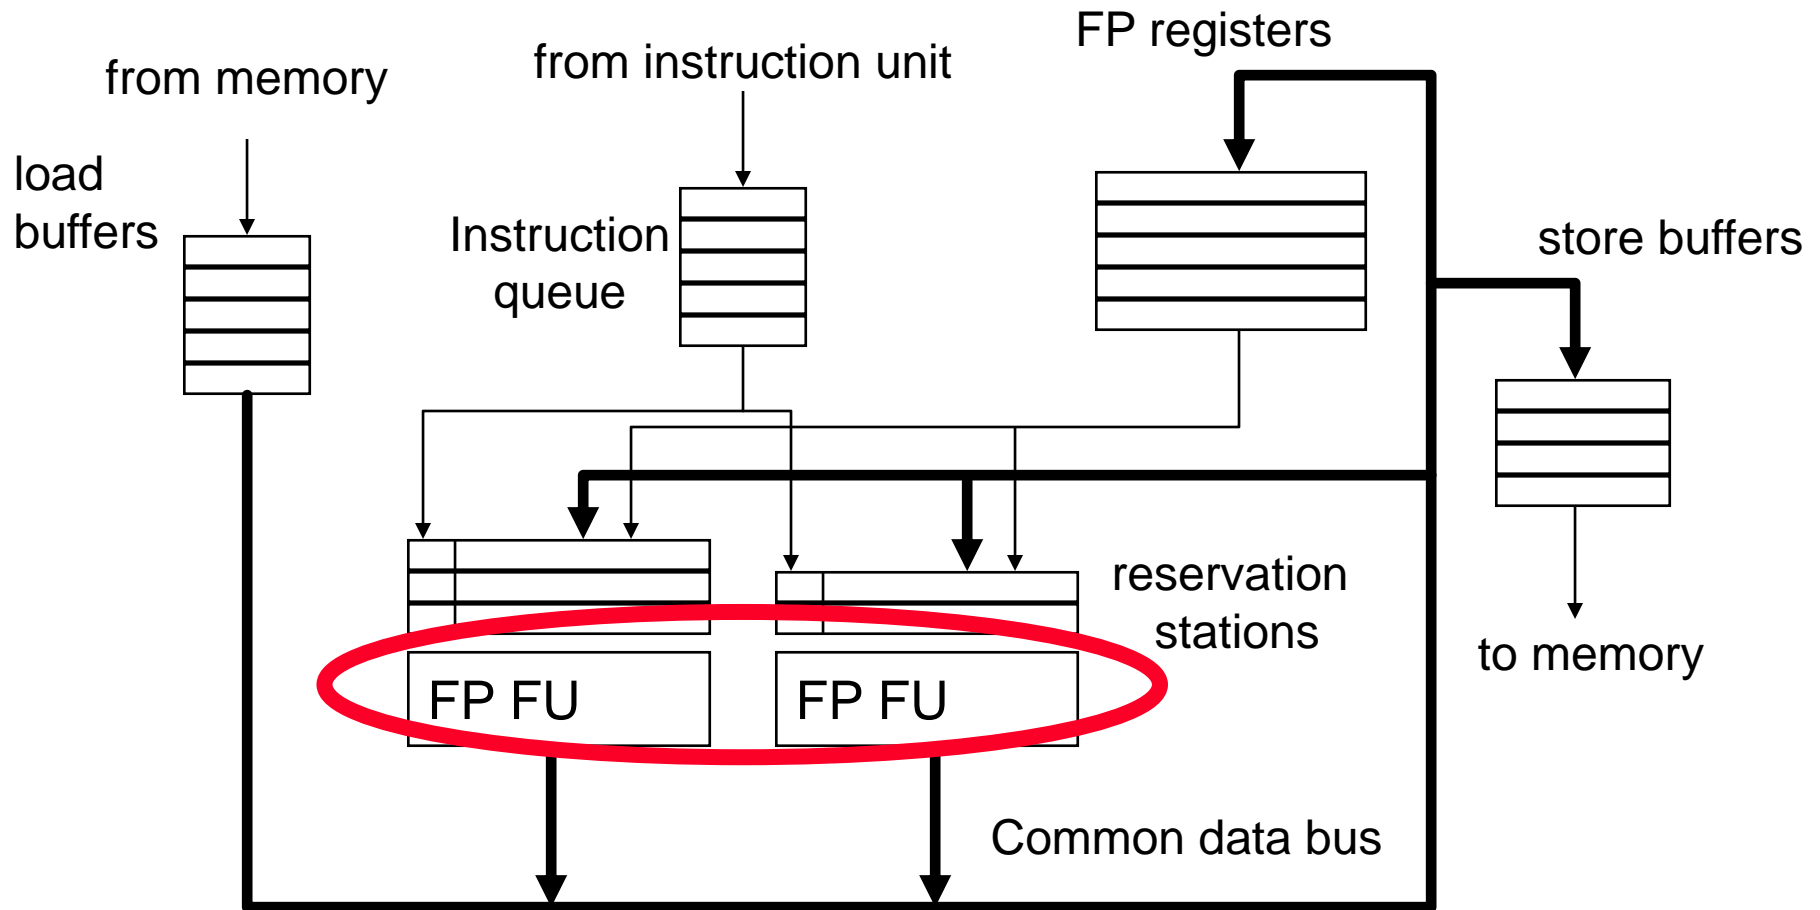 FP registers
from instruction unit
from memory
load
buffers
Instruction
queue
store buffers
reservation
stations
to memory
FP FU
FP FU
Common data bus